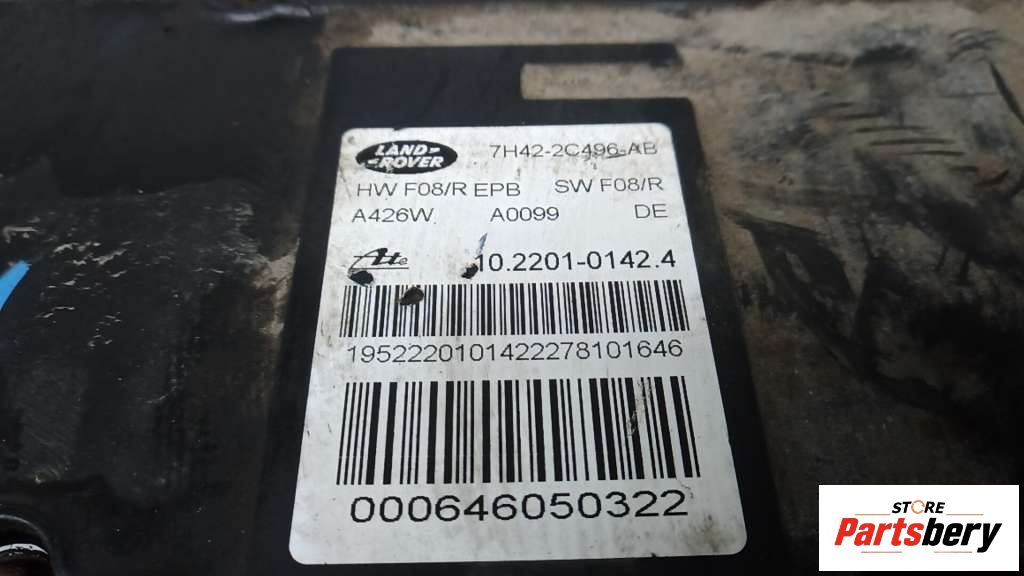 LAND-
ROVER
7H42-2C496-AB
HW F08/R EPB SW F08/R
A426W A0099 DE
Ate 10.2201-0142.4
1952220101422278101646
000646050322
STORE
Partsbery